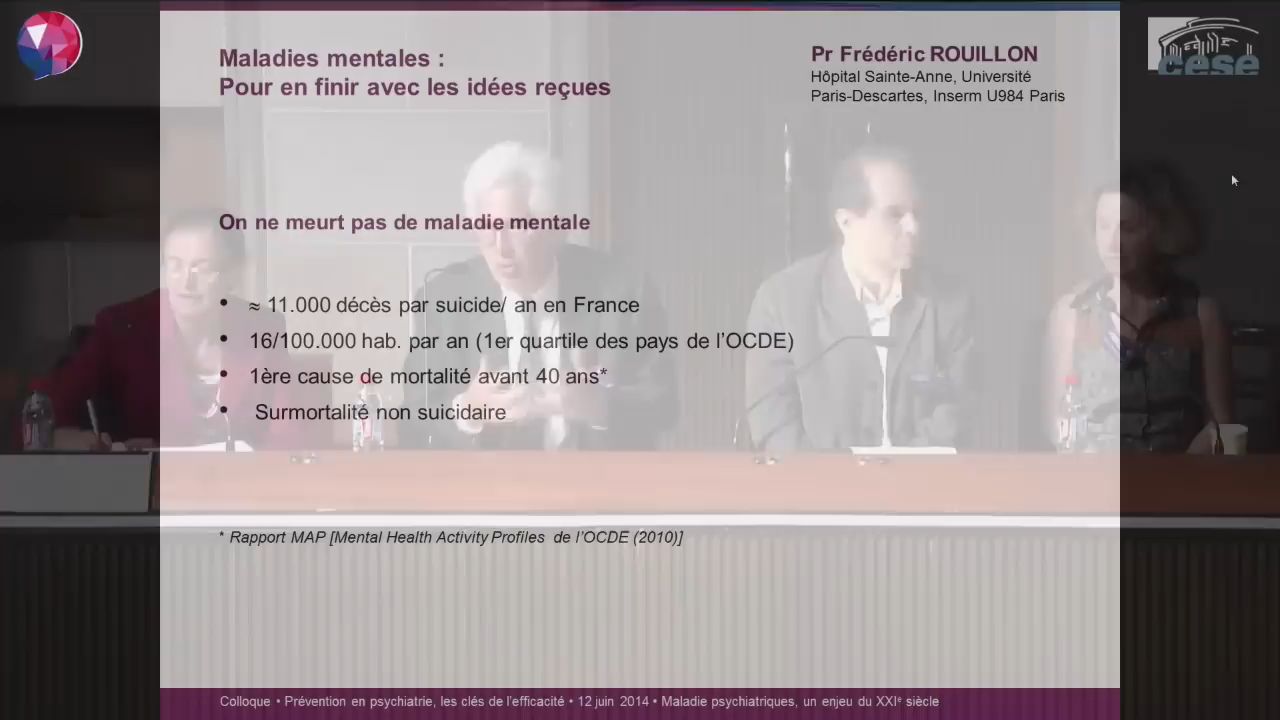 Maladies mentales :
Pour en finir avec les idées reçues
Pr Frédéric ROUILLON
Hôpital Sainte-Anne, Université
Paris-Descartes, Inserm U984 Paris
cese
On ne meurt pas de maladie mentale
• ≈ 11.000 décès par suicide/ an en France
• 16/100.000 hab. par an (1er quartile des pays de l’OCDE)
• 1ère cause de mortalité avant 40 ans*
• Surmortalité non suicidaire
* Rapport MAP [Mental Health Activity Profiles de l’OCDE (2010)]
Colloque • Prévention en psychiatrie, les clés de l’efficacité • 12 juin 2014 • Maladie psychiatriques, un enjeu du XXIe siècle